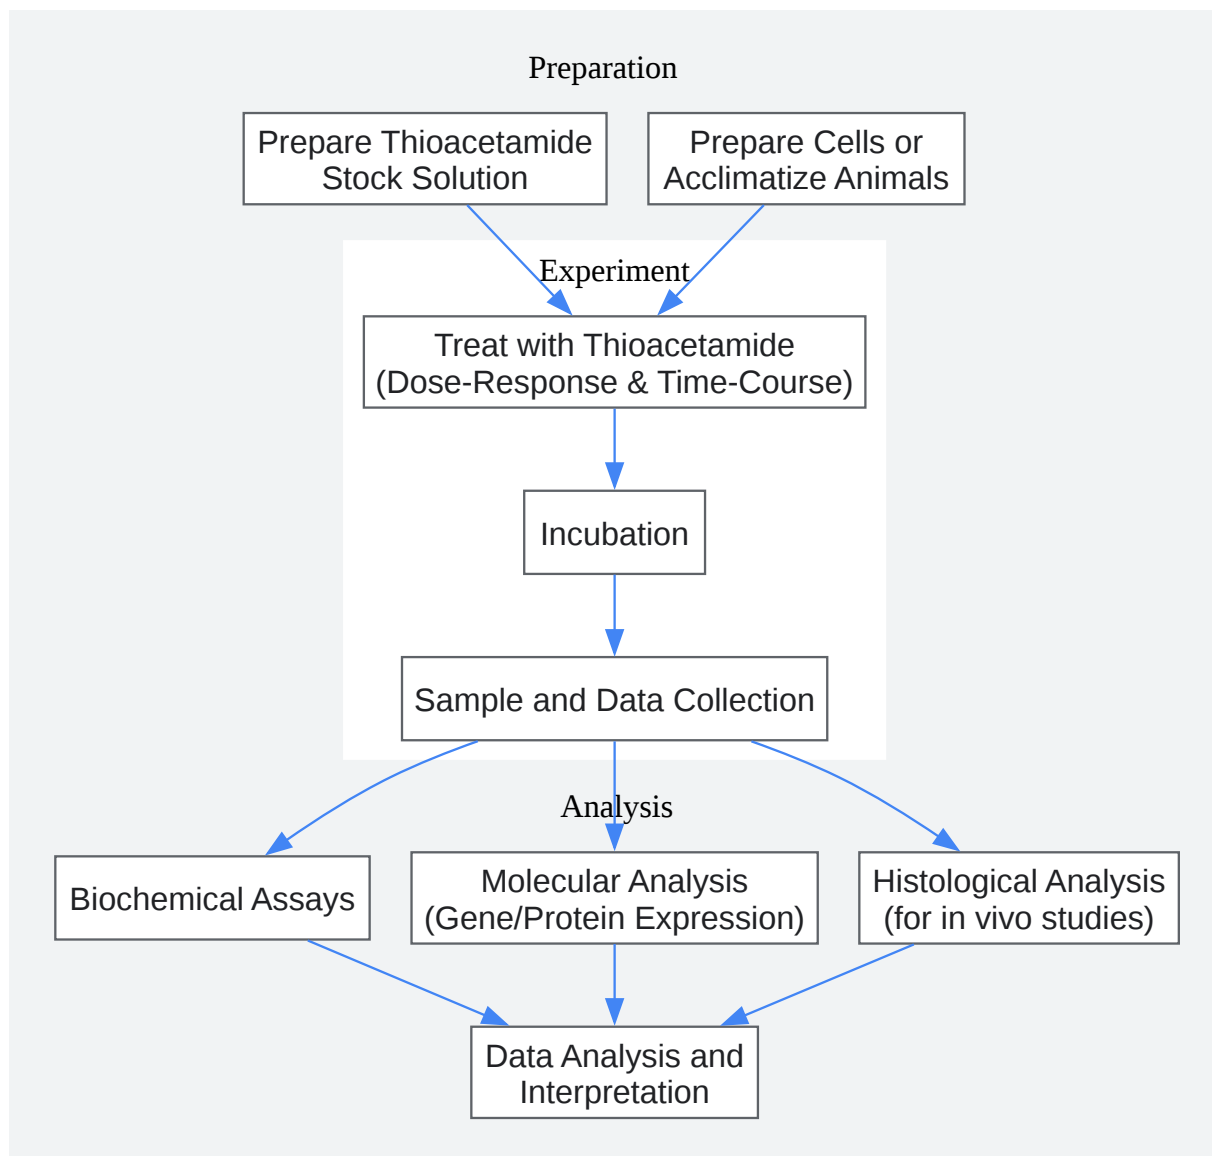 Preparation
Prepare Thioacetamide
Stock Solution
Prepare Cells or
Acclimatize Animals
Experiment
Treat with Thioacetamide
(Dose-Response & Time-Course)
Incubation
Sample and Data Collection
Analysis
Biochemical Assays
Molecular Analysis
(Gene/Protein Expression)
Histological Analysis
(for in vivo studies)
Data Analysis and
Interpretation